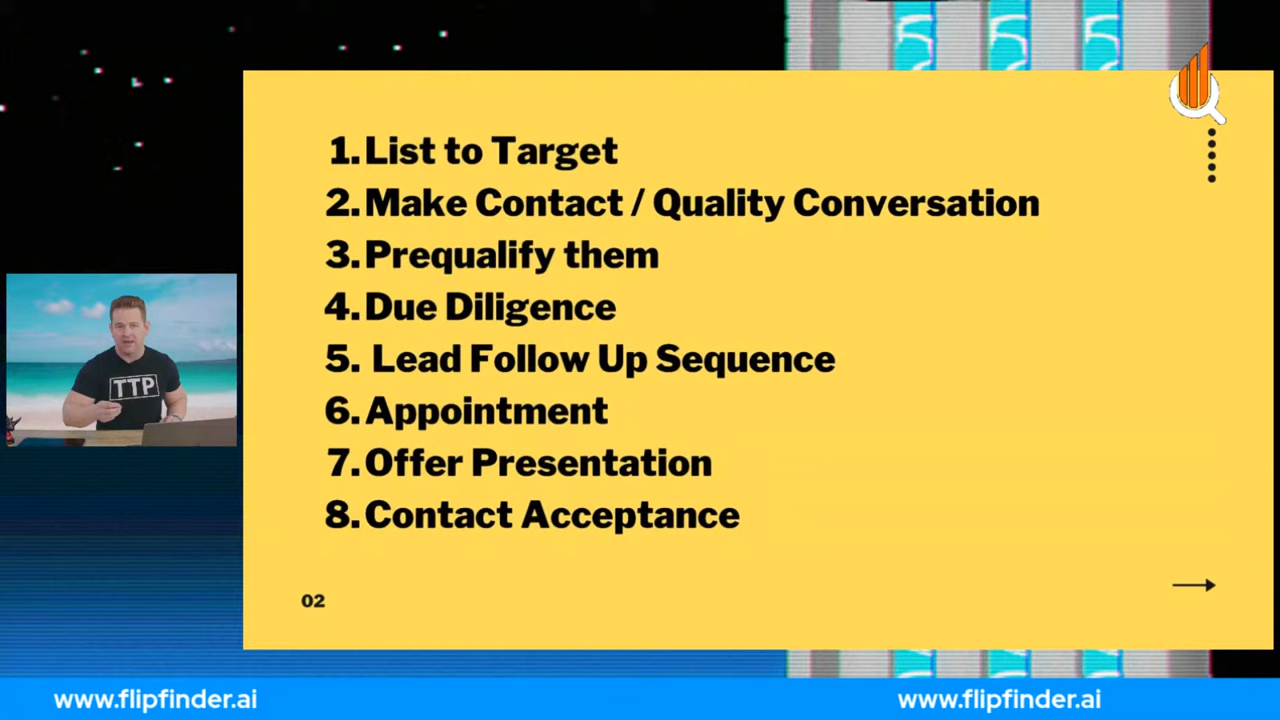 1. List to Target
2. Make Contact / Quality Conversation
3. Prequalify them
4. Due Diligence
5. Lead Follow Up Sequence
6. Appointment
7. Offer Presentation
8. Contact Acceptance
TTP
02
www.flipfinder.ai
www.flipfinder.ai